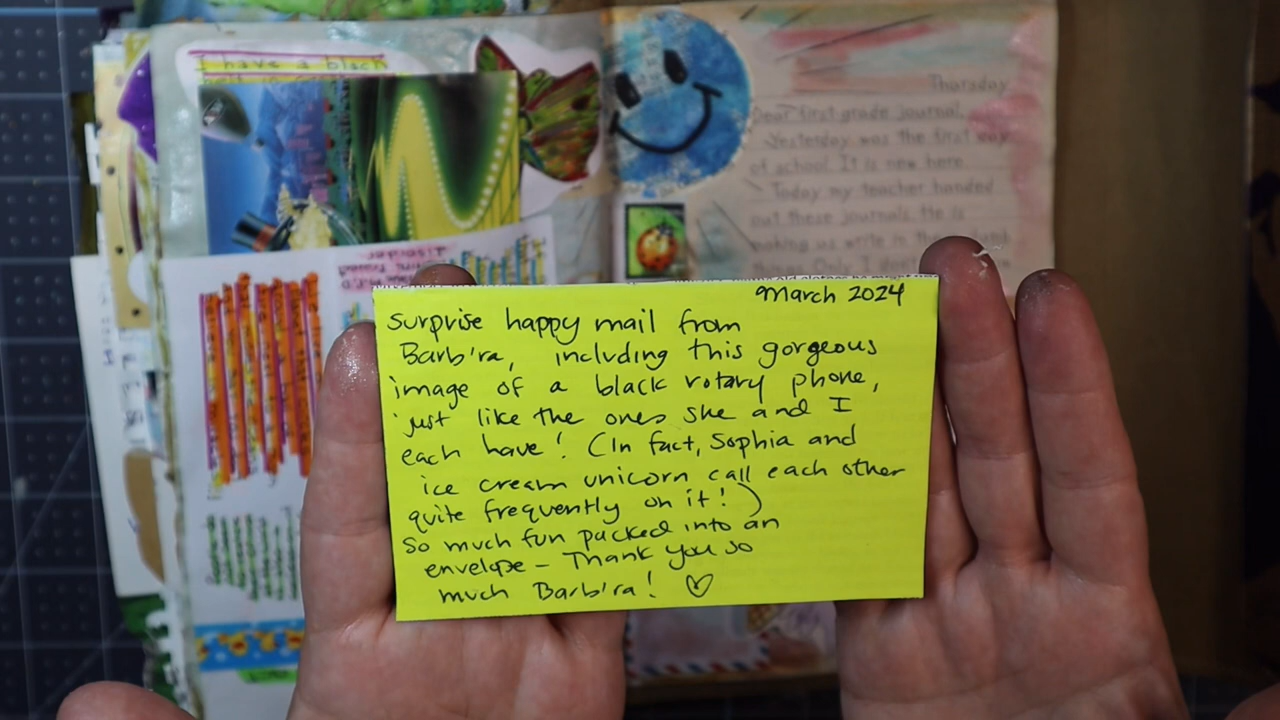 I have a black
Thursday
Dear first grade journal,
Yesterday was the first day
of school. It is new here.
Today my teacher handed
out these journals. He is
making us write in the
March 2024
surprise happy mail from
Barb'ra, including this gorgeous
image of a black rotary phone,
just like the ones she and I
each have! (In fact, Sophia and
ice cream unicorn call each other
quite frequently on it!)
so much fun packed into an
envelope – Thank you so
much Barb'ra! ♡